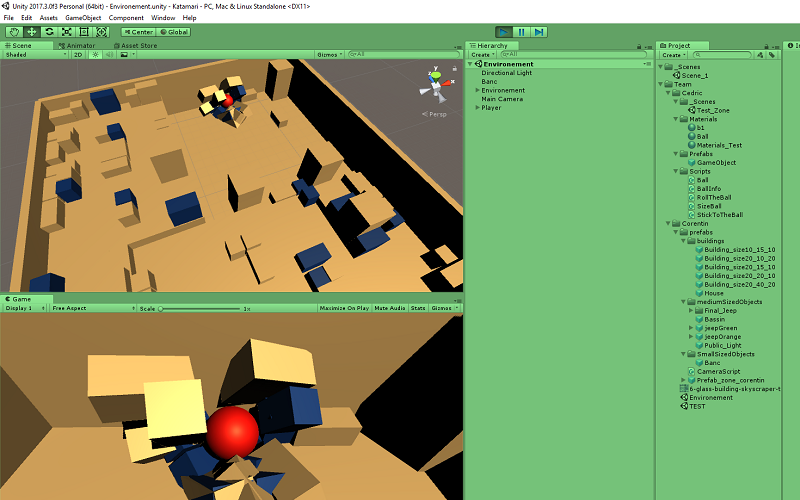 Unity 2017.3.0f3 Personal (64bit) - Environement.unity - Katamari - PC, Mac & Linux Standalone <DX11>
File Edit Assets GameObject Component Window Help
Center Global
Scene Animator Asset Store
Shaded 2D Gizmos All
y
x
z
Persp
Game
Display 1 Free Aspect Scale 1x Maximize On Play Mute Audio Stats Gizmos
Hierarchy
Create All
Environement
Directional Light
Banc
Environement
Main Camera
Player
Project
Create
_Scenes
Scene_1
Team
Cedric
_Scenes
Test_Zone
Materials
b1
Ball
Materials_Test
Prefabs
GameObject
Scripts
Ball
BallInfo
RollTheBall
SizeBall
StickToTheBall
Corentin
prefabs
buildings
Building_size10_15_10
Building_size20_10_20
Building_size20_15_10
Building_size20_20_10
Building_size20_40_20
House
mediumSizedObjects
Final_Jeep
Bassin
jeepGreen
jeepOrange
Public_Light
SmallSizedObjects
Banc
CameraScript
Prefab_zone_corentin
6-glass-building-skyscraper-t
Environement
TEST